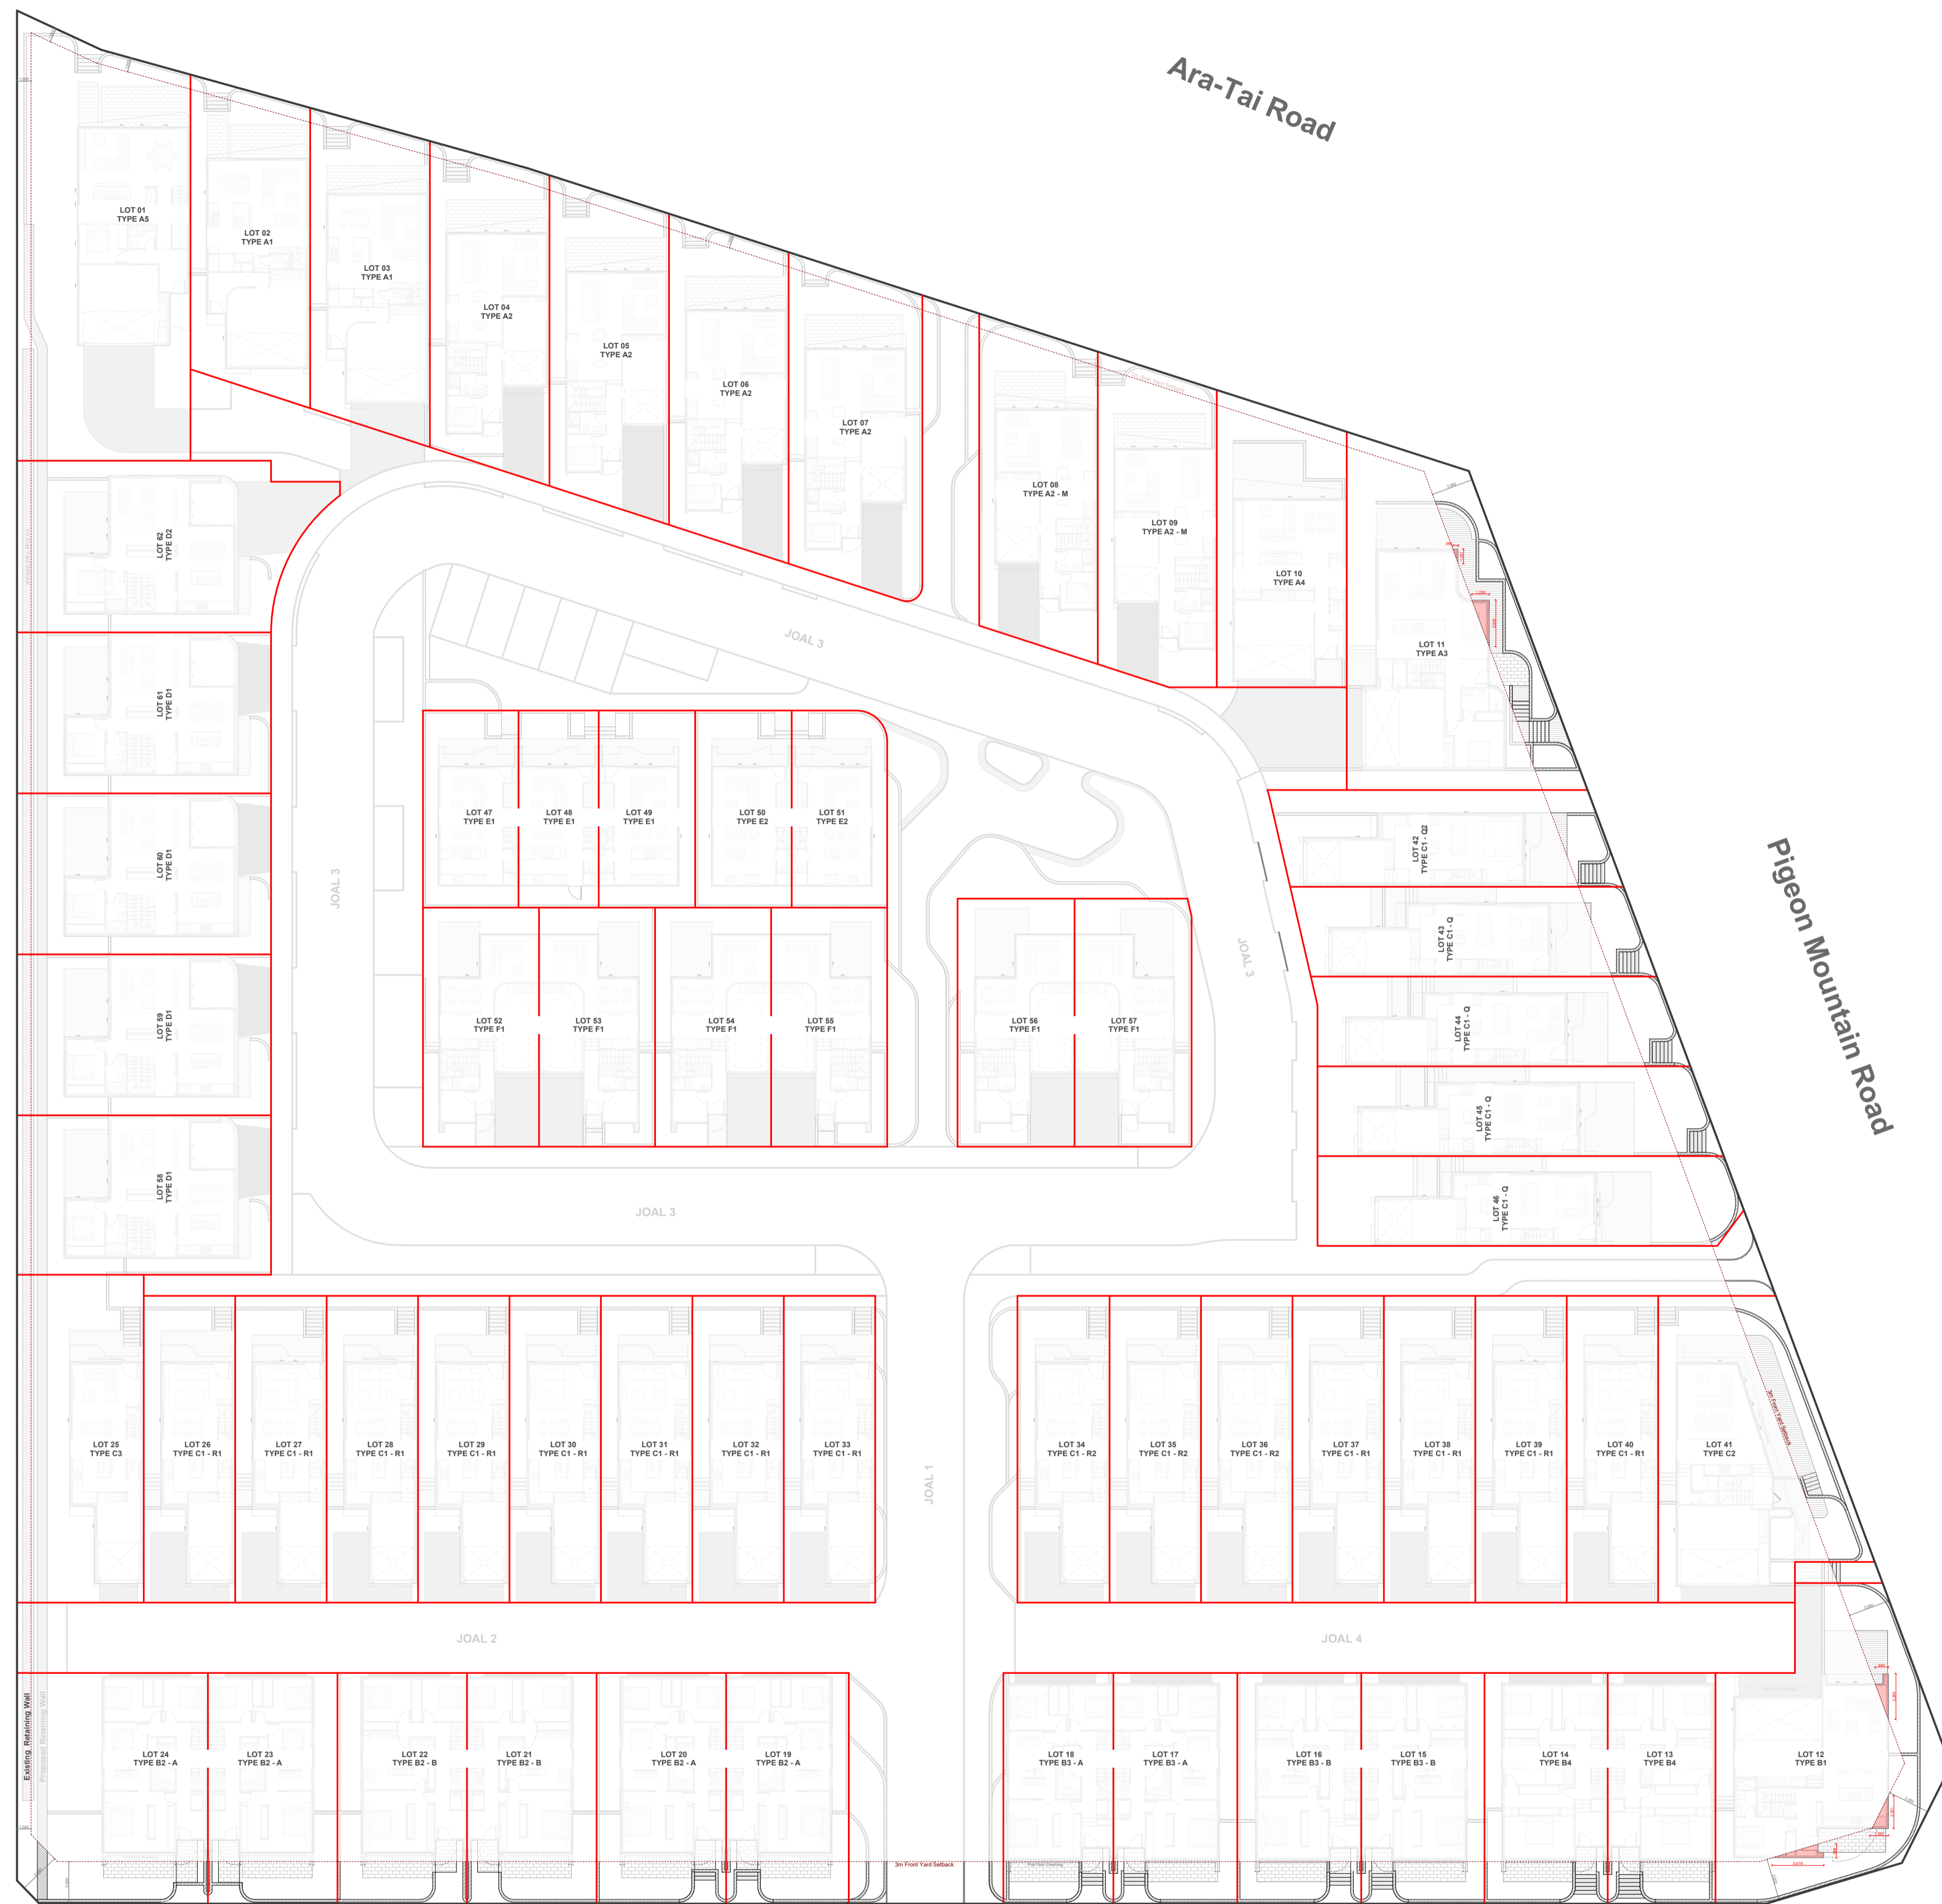 Ara-Tai Road
Pigeon Mountain Road
LOT 01
TYPE A5
LOT 02
TYPE A1
LOT 03
TYPE A1
LOT 04
TYPE A2
LOT 05
TYPE A2
LOT 06
TYPE A2
LOT 07
TYPE A2
LOT 08
TYPE A2 - M
LOT 09
TYPE A2 - M
LOT 10
TYPE A4
LOT 11
TYPE A3
LOT 62
TYPE D2
LOT 61
TYPE D1
LOT 60
TYPE D1
LOT 59
TYPE D1
LOT 58
TYPE D1
JOAL 3
JOAL 3
JOAL 3
JOAL 3
LOT 47
TYPE E1
LOT 48
TYPE E1
LOT 49
TYPE E1
LOT 50
TYPE E2
LOT 51
TYPE E2
LOT 52
TYPE F1
LOT 53
TYPE F1
LOT 54
TYPE F1
LOT 55
TYPE F1
LOT 56
TYPE F1
LOT 57
TYPE F1
LOT 42
TYPE C1 - Q2
LOT 43
TYPE C1 - Q
LOT 44
TYPE C1 - Q
LOT 45
TYPE C1 - Q
LOT 46
TYPE C1 - Q
LOT 25
TYPE C3
LOT 26
TYPE C1 - R1
LOT 27
TYPE C1 - R1
LOT 28
TYPE C1 - R1
LOT 29
TYPE C1 - R1
LOT 30
TYPE C1 - R1
LOT 31
TYPE C1 - R1
LOT 32
TYPE C1 - R1
LOT 33
TYPE C1 - R1
JOAL 1
LOT 34
TYPE C1 - R2
LOT 35
TYPE C1 - R2
LOT 36
TYPE C1 - R2
LOT 37
TYPE C1 - R1
LOT 38
TYPE C1 - R1
LOT 39
TYPE C1 - R1
LOT 40
TYPE C1 - R1
LOT 41
TYPE C2
3m Front Yard Setback
JOAL 2
JOAL 4
Existing Retaining Wall
Proposed Retaining Wall
LOT 24
TYPE B2 - A
LOT 23
TYPE B2 - A
LOT 22
TYPE B2 - B
LOT 21
TYPE B2 - B
LOT 20
TYPE B2 - A
LOT 19
TYPE B2 - A
LOT 18
TYPE B3 - A
LOT 17
TYPE B3 - A
LOT 16
TYPE B3 - B
LOT 15
TYPE B3 - B
LOT 14
TYPE B4
LOT 13
TYPE B4
LOT 12
TYPE B1
3m Front Yard Setback